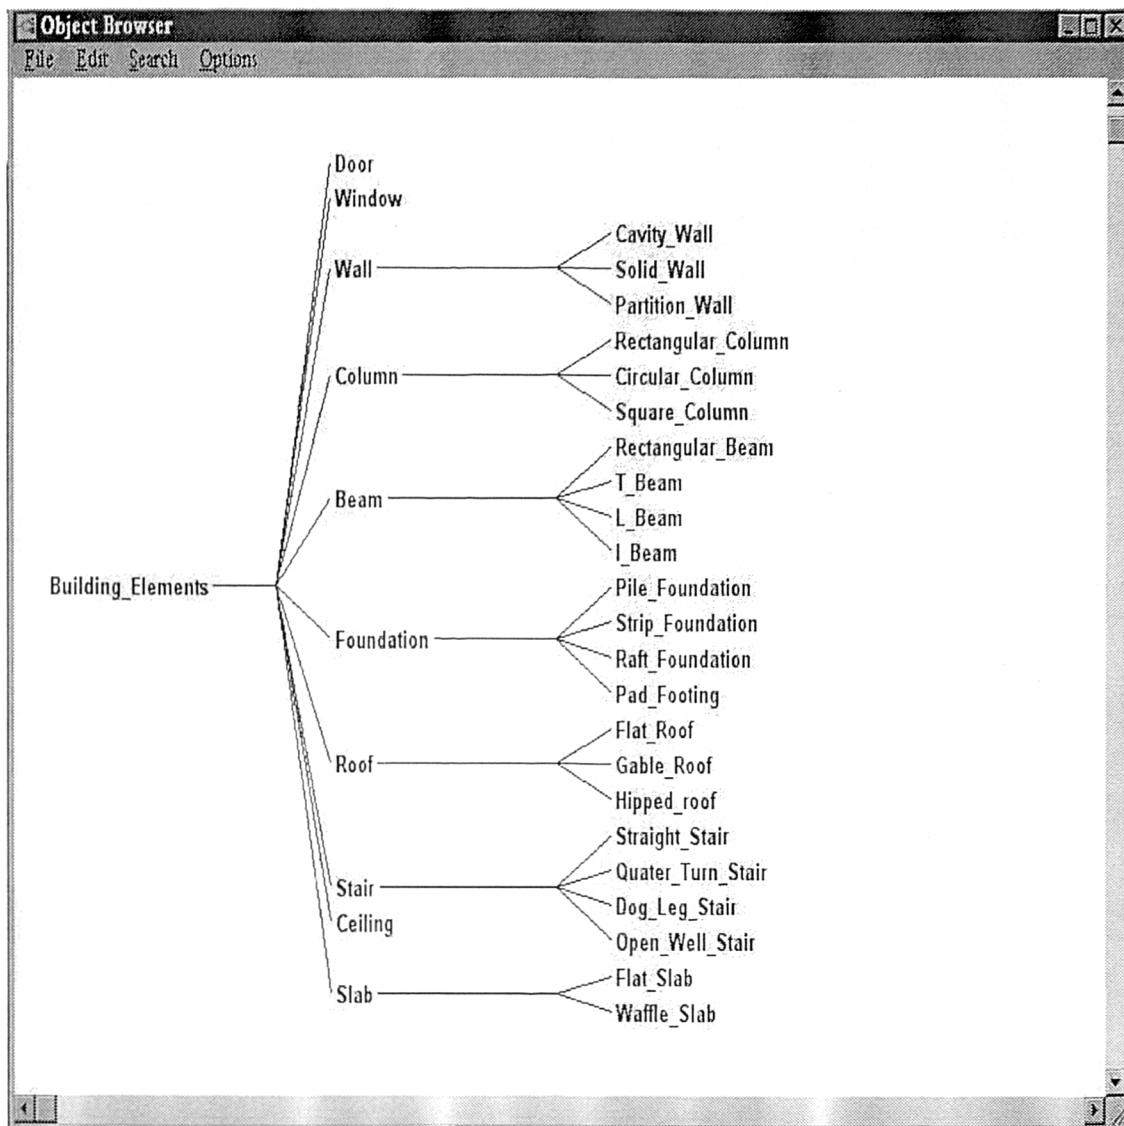 Object Browser
File Edit Search Options
Door
Window
Wall
Cavity_Wall
Solid_Wall
Partition_Wall
Column
Rectangular_Column
Circular_Column
Square_Column
Beam
Rectangular_Beam
T_Beam
L_Beam
I_Beam
Building_Elements
Foundation
Pile_Foundation
Strip_Foundation
Raft_Foundation
Pad_Footing
Roof
Flat_Roof
Gable_Roof
Hipped_roof
Stair
Straight_Stair
Quater_Turn_Stair
Dog_Leg_Stair
Open_Well_Stair
Ceiling
Slab
Flat_Slab
Waffle_Slab